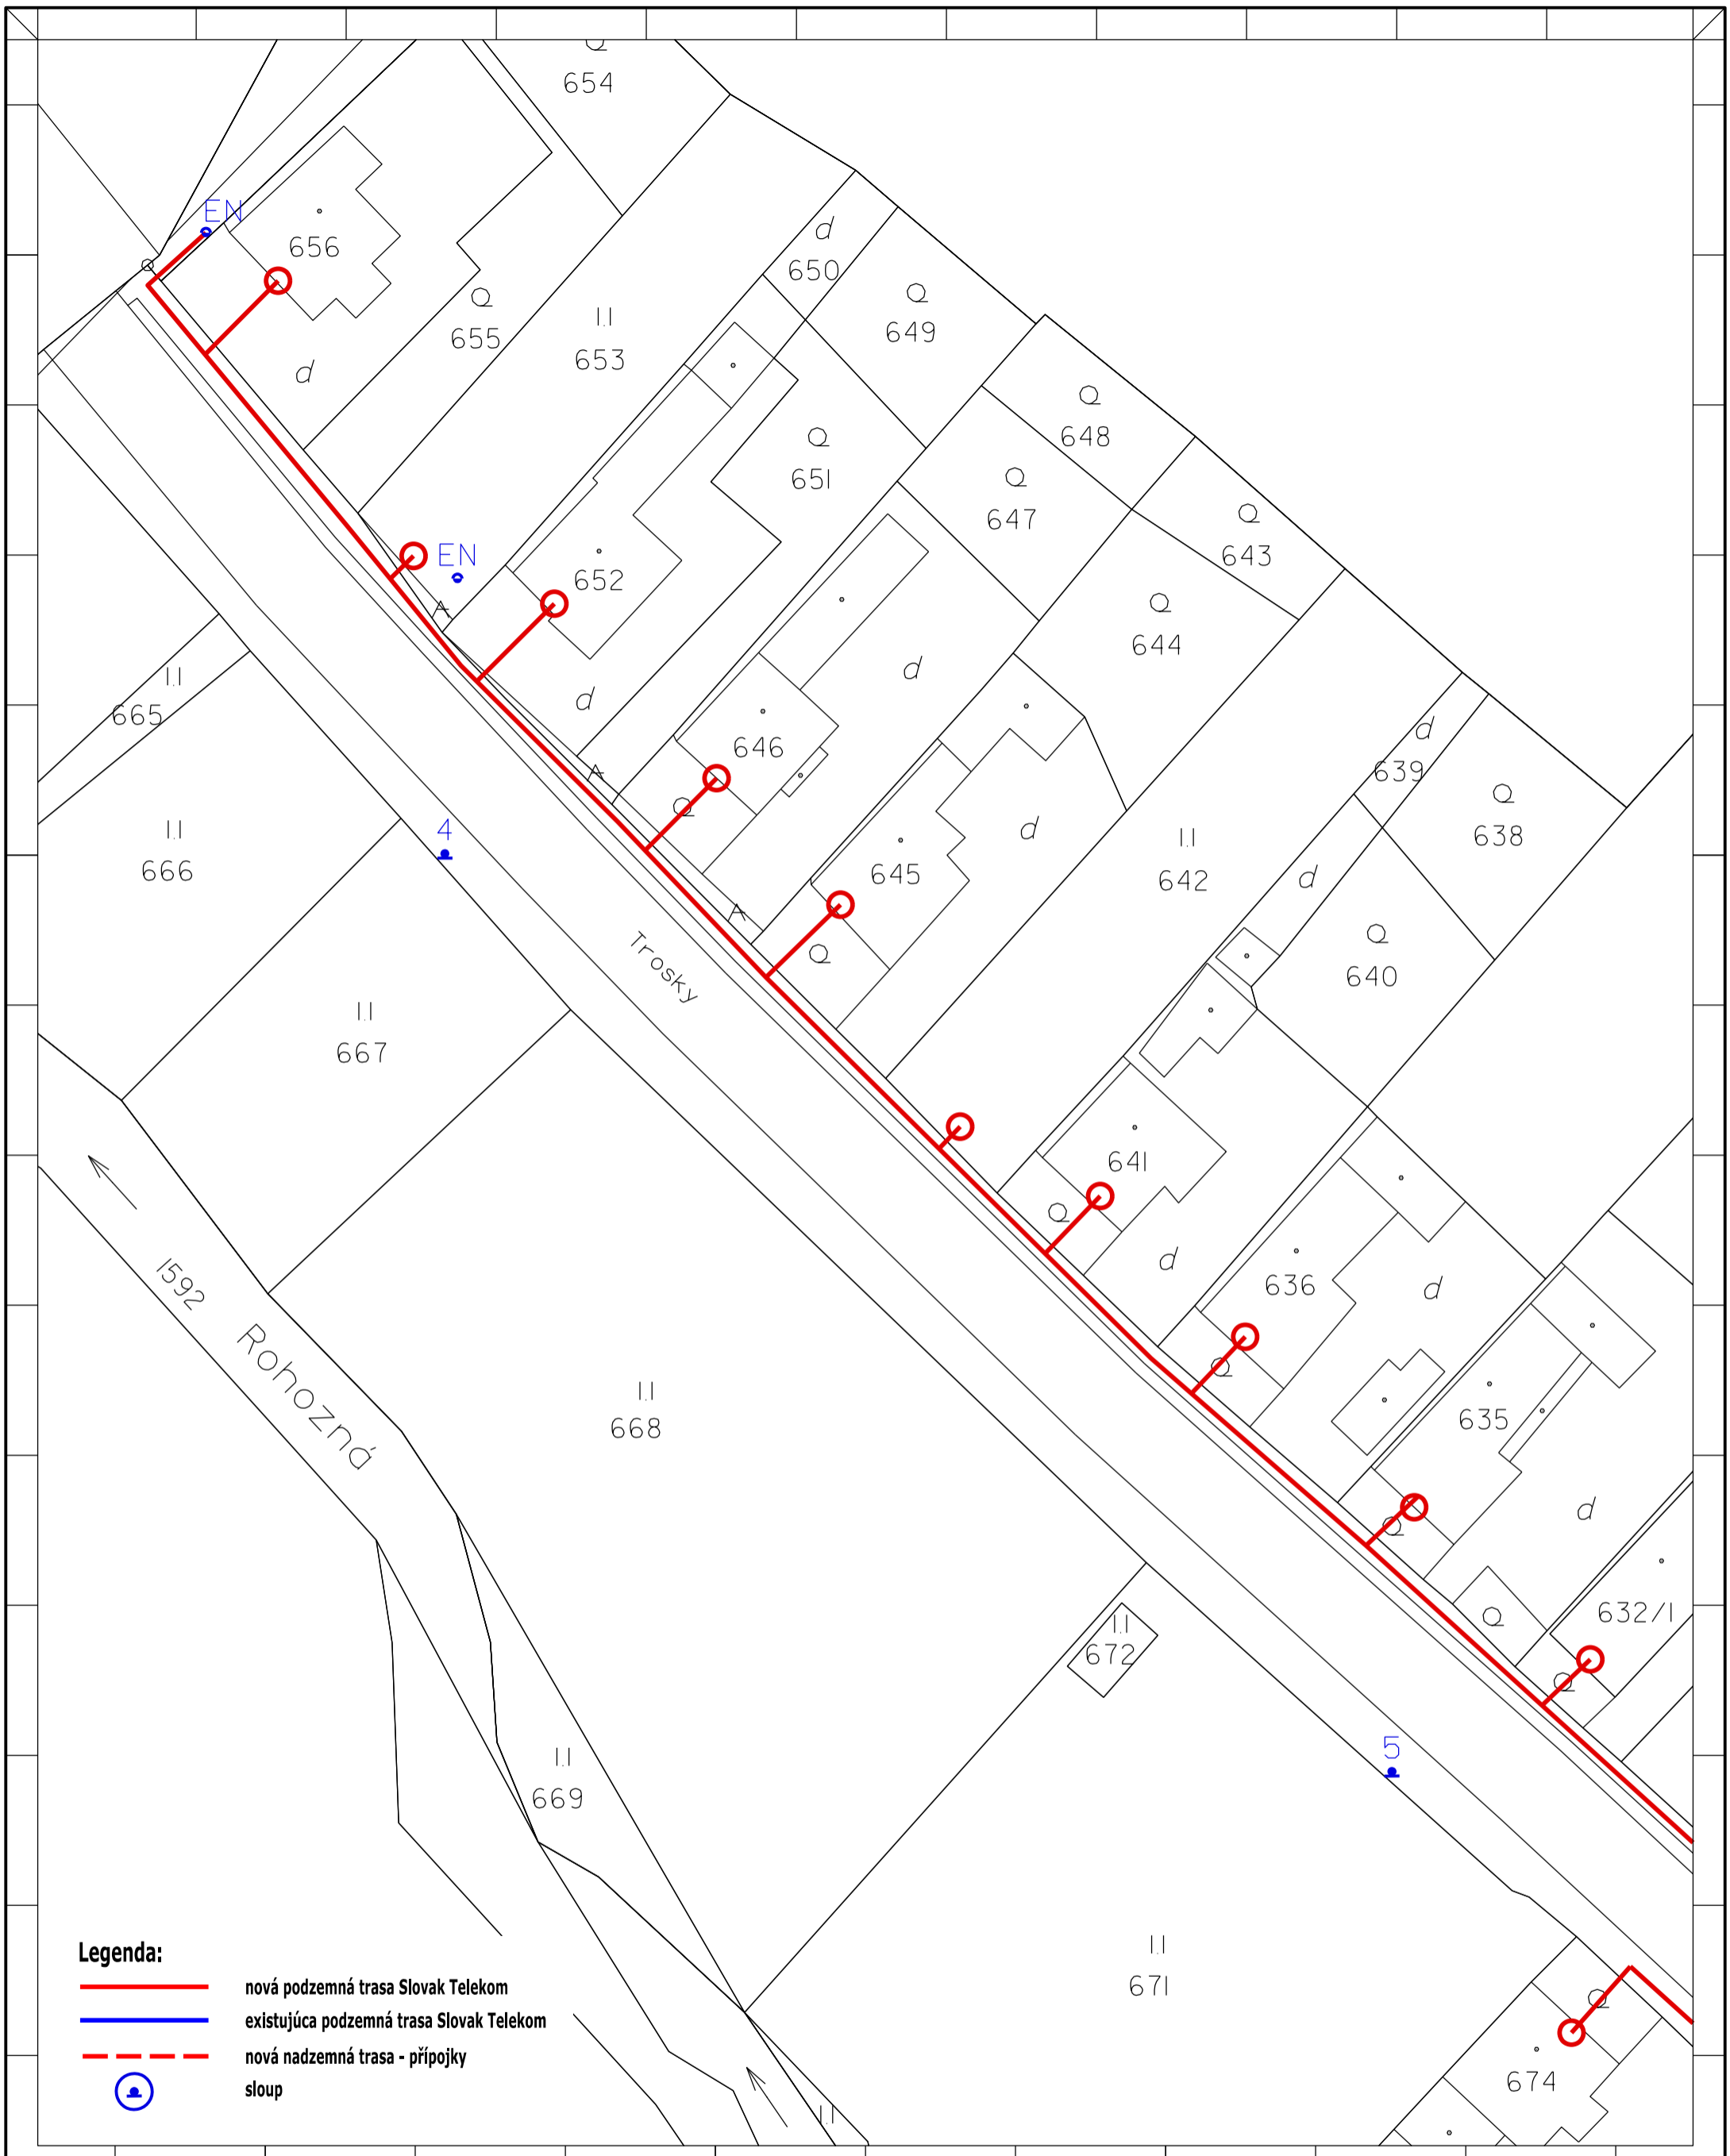 Q
654
EN
656
d
650
Q
649
Q
655
653
d
Q
648
Q
651
Q
647
Q
643
EN
652
A
Q
644
d
d
665
646
A
Q
d
639
Q
638
4
666
645
d
642
d
A
Q
Trosky
Q
640
667
641
Q
d
636
d
Q
1592
Rohozná
668
635
Q
d
Q
632/1
672
Q
5
669
671
Q
674
Legenda:
nová podzemná trasa Slovak Telekom
existujúca podzemná trasa Slovak Telekom
nová nadzemná trasa - přípojky
sloup